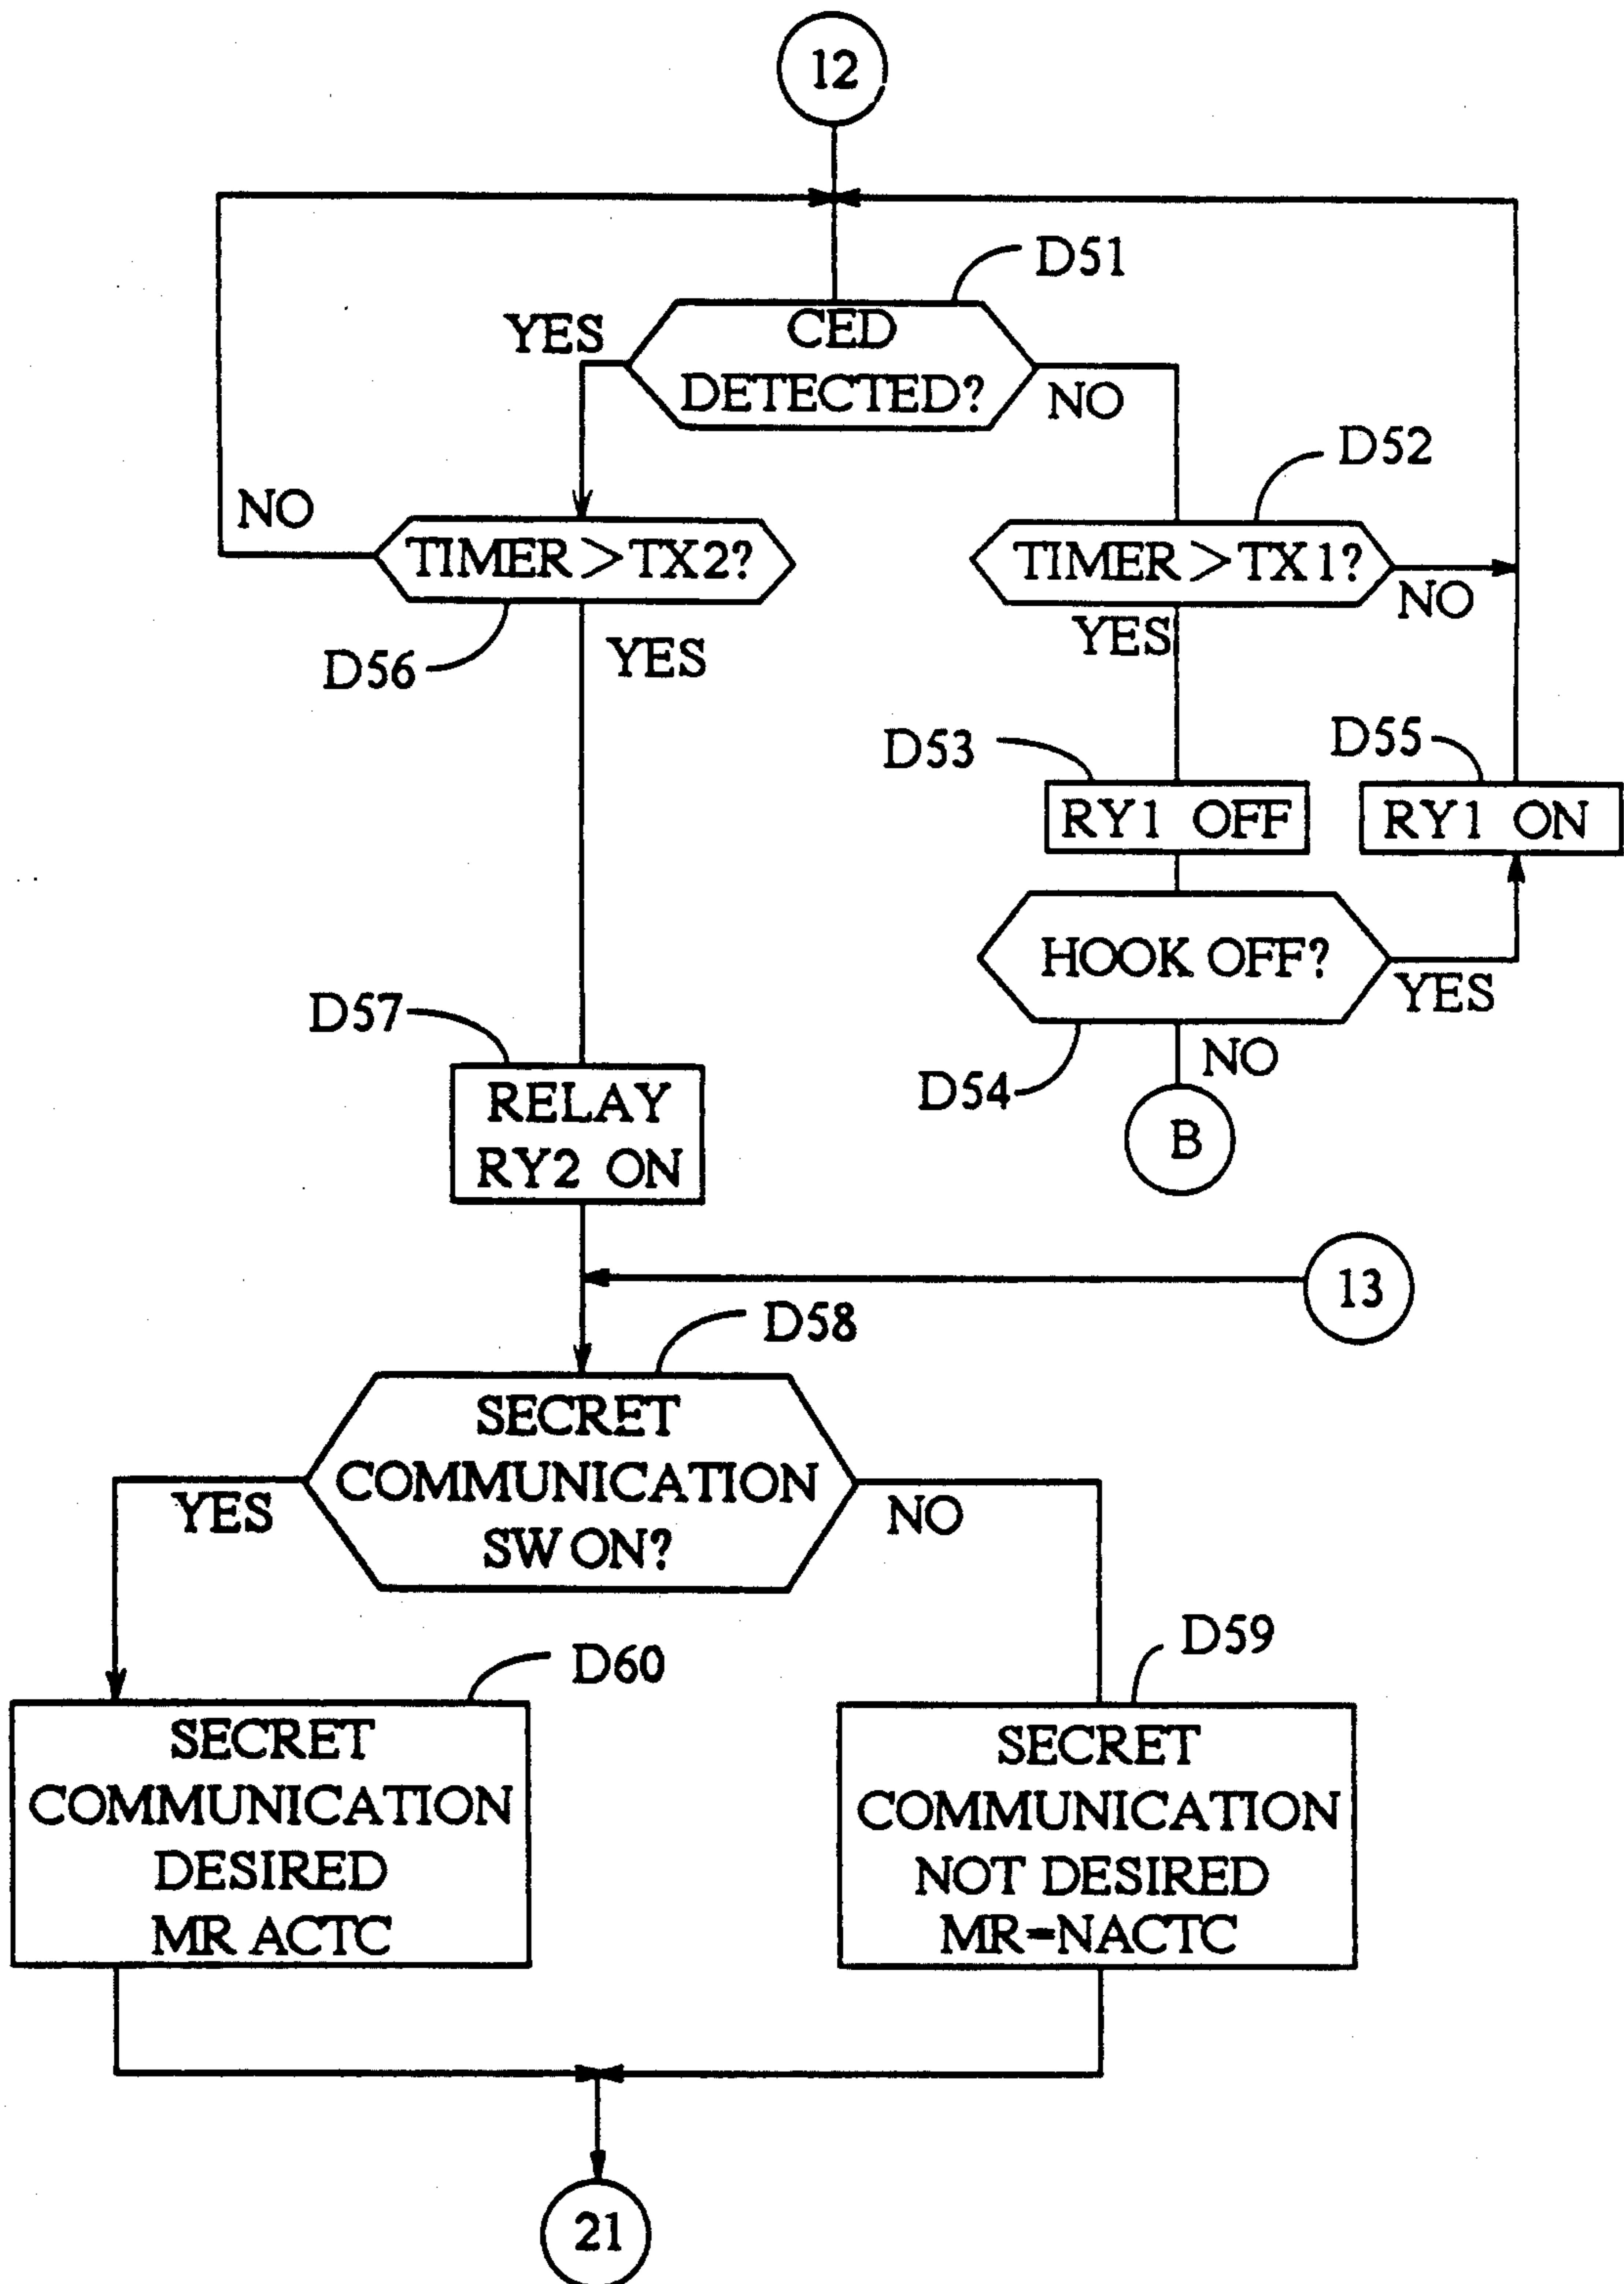 12
D51
YES
CED
DETECTED?
NO
D52
NO
TIMER > TX2?
TIMER > TX1?
NO
D56
YES
YES
D53
D55
RY1 OFF
RY1 ON
HOOK OFF?
YES
D57
NO
D54
RELAY
RY2 ON
B
13
D58
SECRET
COMMUNICATION
SW ON?
YES
NO
D60
D59
SECRET
COMMUNICATION
DESIRED
MR ACTC
SECRET
COMMUNICATION
NOT DESIRED
MR=NACTC
21